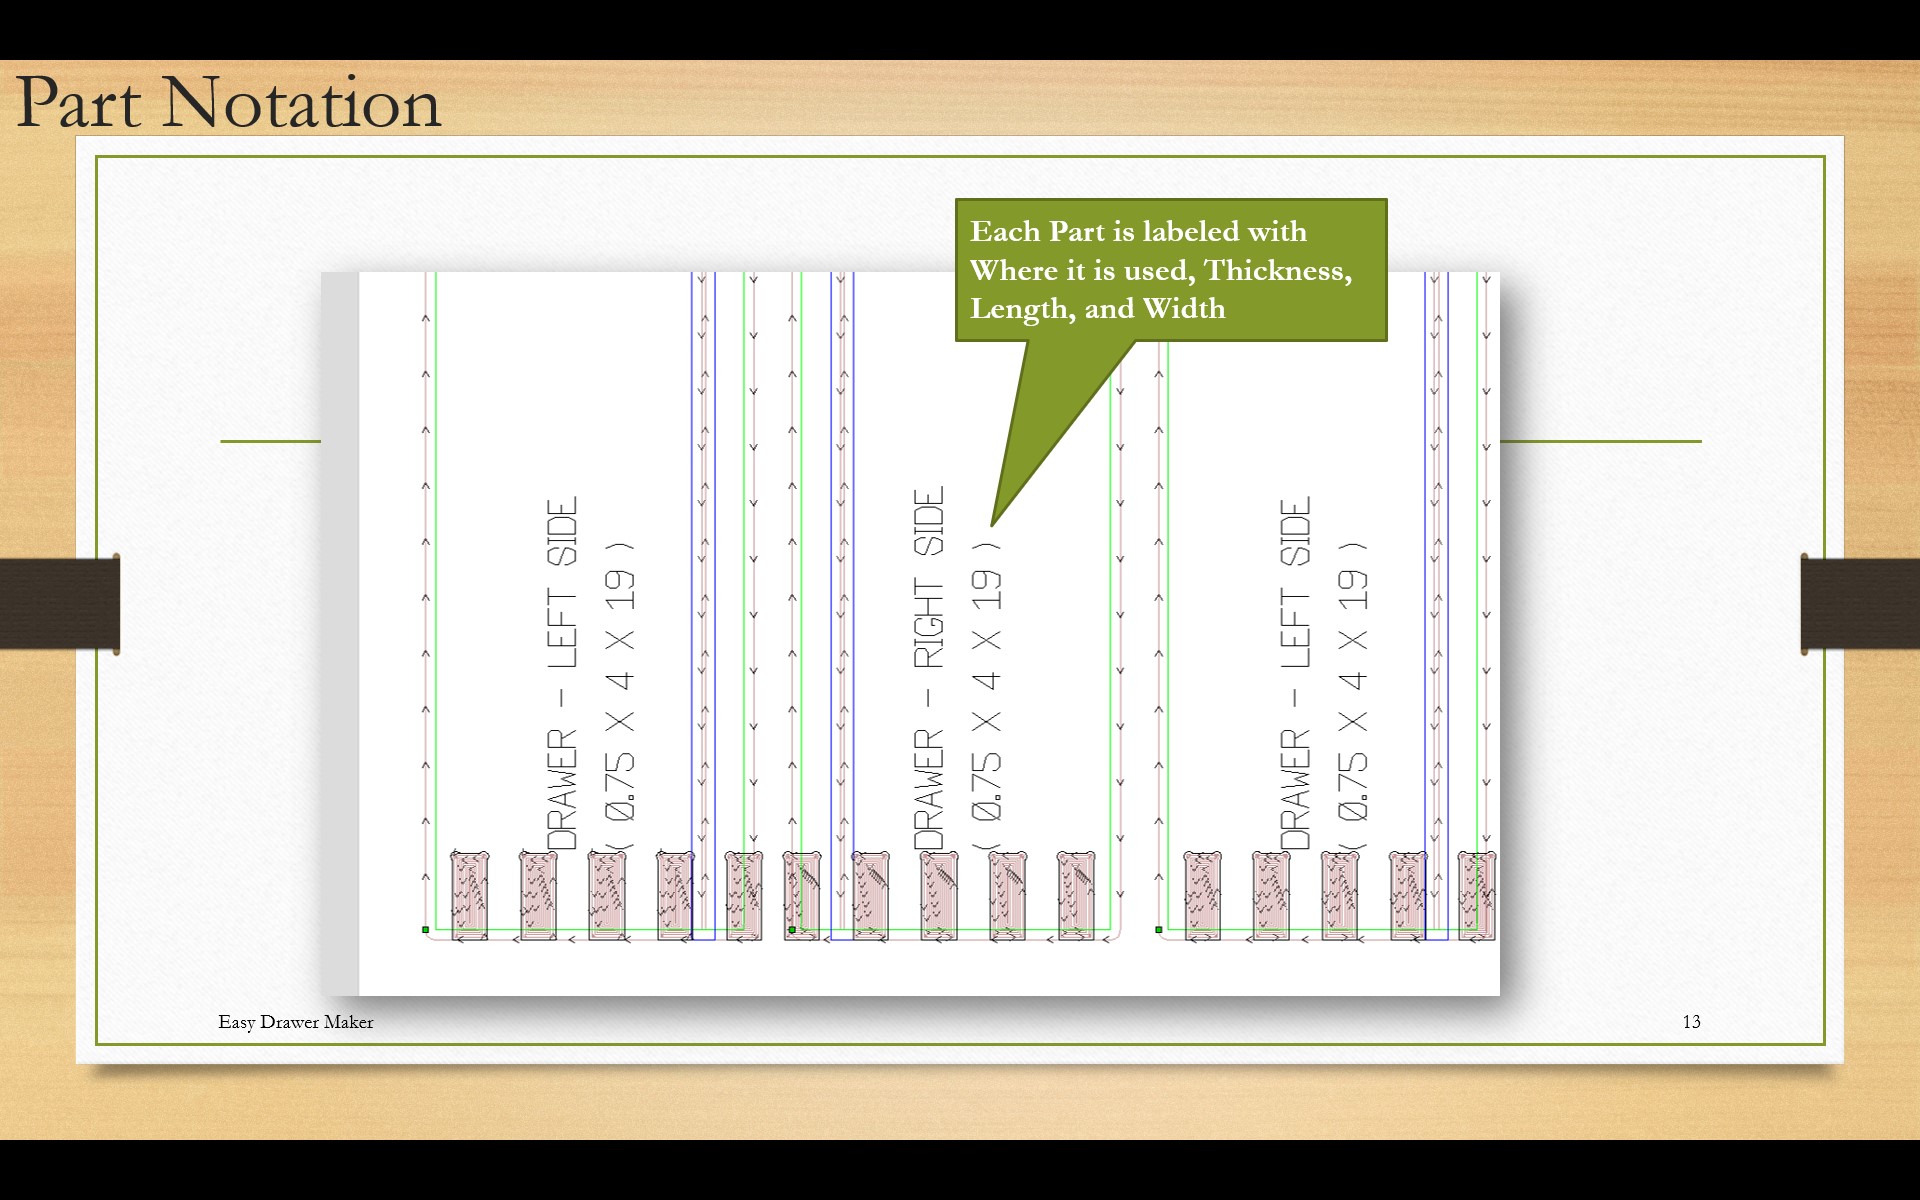 Part Notation
Each Part is labeled with
Where it is used, Thickness,
Length, and Width
DRAWER - LEFT SIDE
( 0.75 X 4 X 19 )
DRAWER - RIGHT SIDE
( 0.75 X 4 X 19 )
DRAWER - LEFT SIDE
( 0.75 X 4 X 19 )
Easy Drawer Maker
13